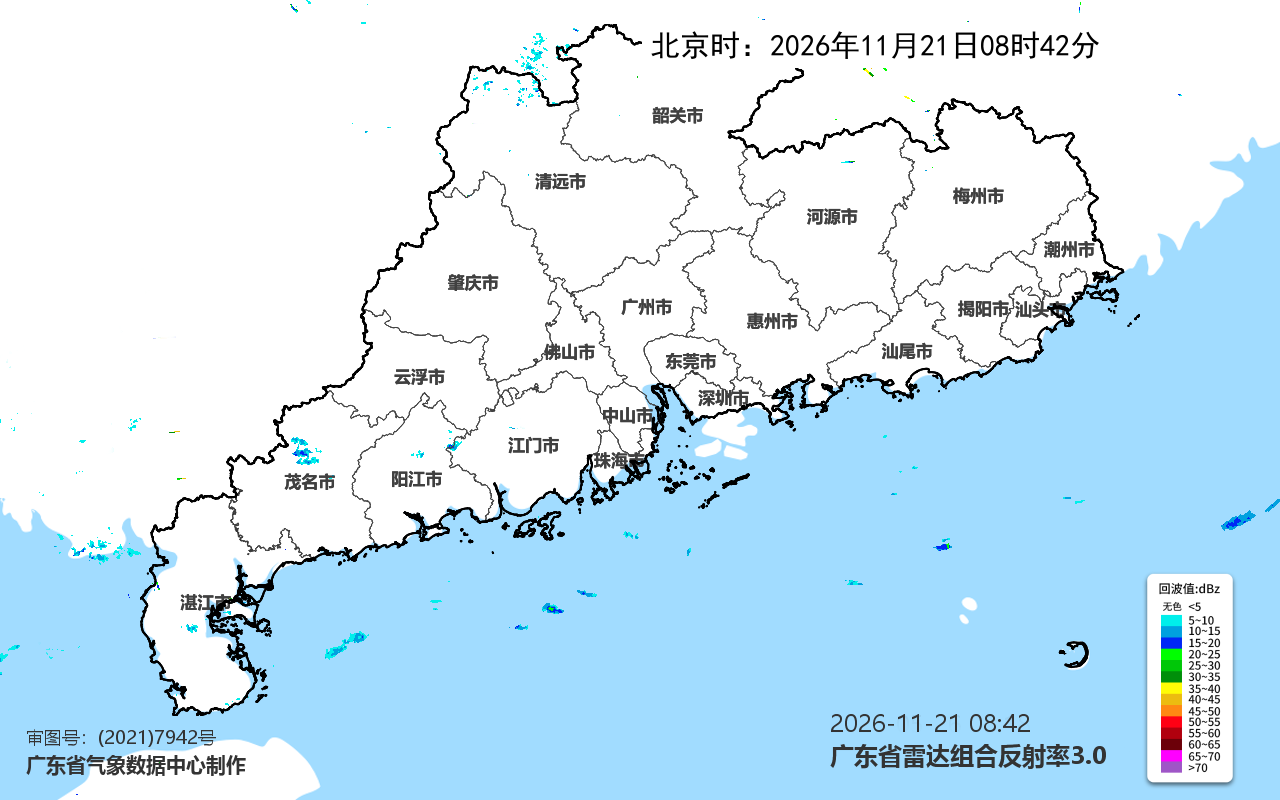 北京时：2026年11月21日08时42分
韶关市
清远市
梅州市
河源市
潮州市
肇庆市
广州市
揭阳市
汕头市
惠州市
佛山市
汕尾市
东莞市
云浮市
深圳市
中山市
江门市
珠海市
阳江市
茂名市
湛江市
回波值:dBz
无色 <5
5~10
10~15
15~20
20~25
25~30
30~35
35~40
40~45
45~50
50~55
55~60
60~65
65~70
>70
2026-11-21 08:42
广东省雷达组合反射率3.0
审图号：(2021)7942号
广东省气象数据中心制作